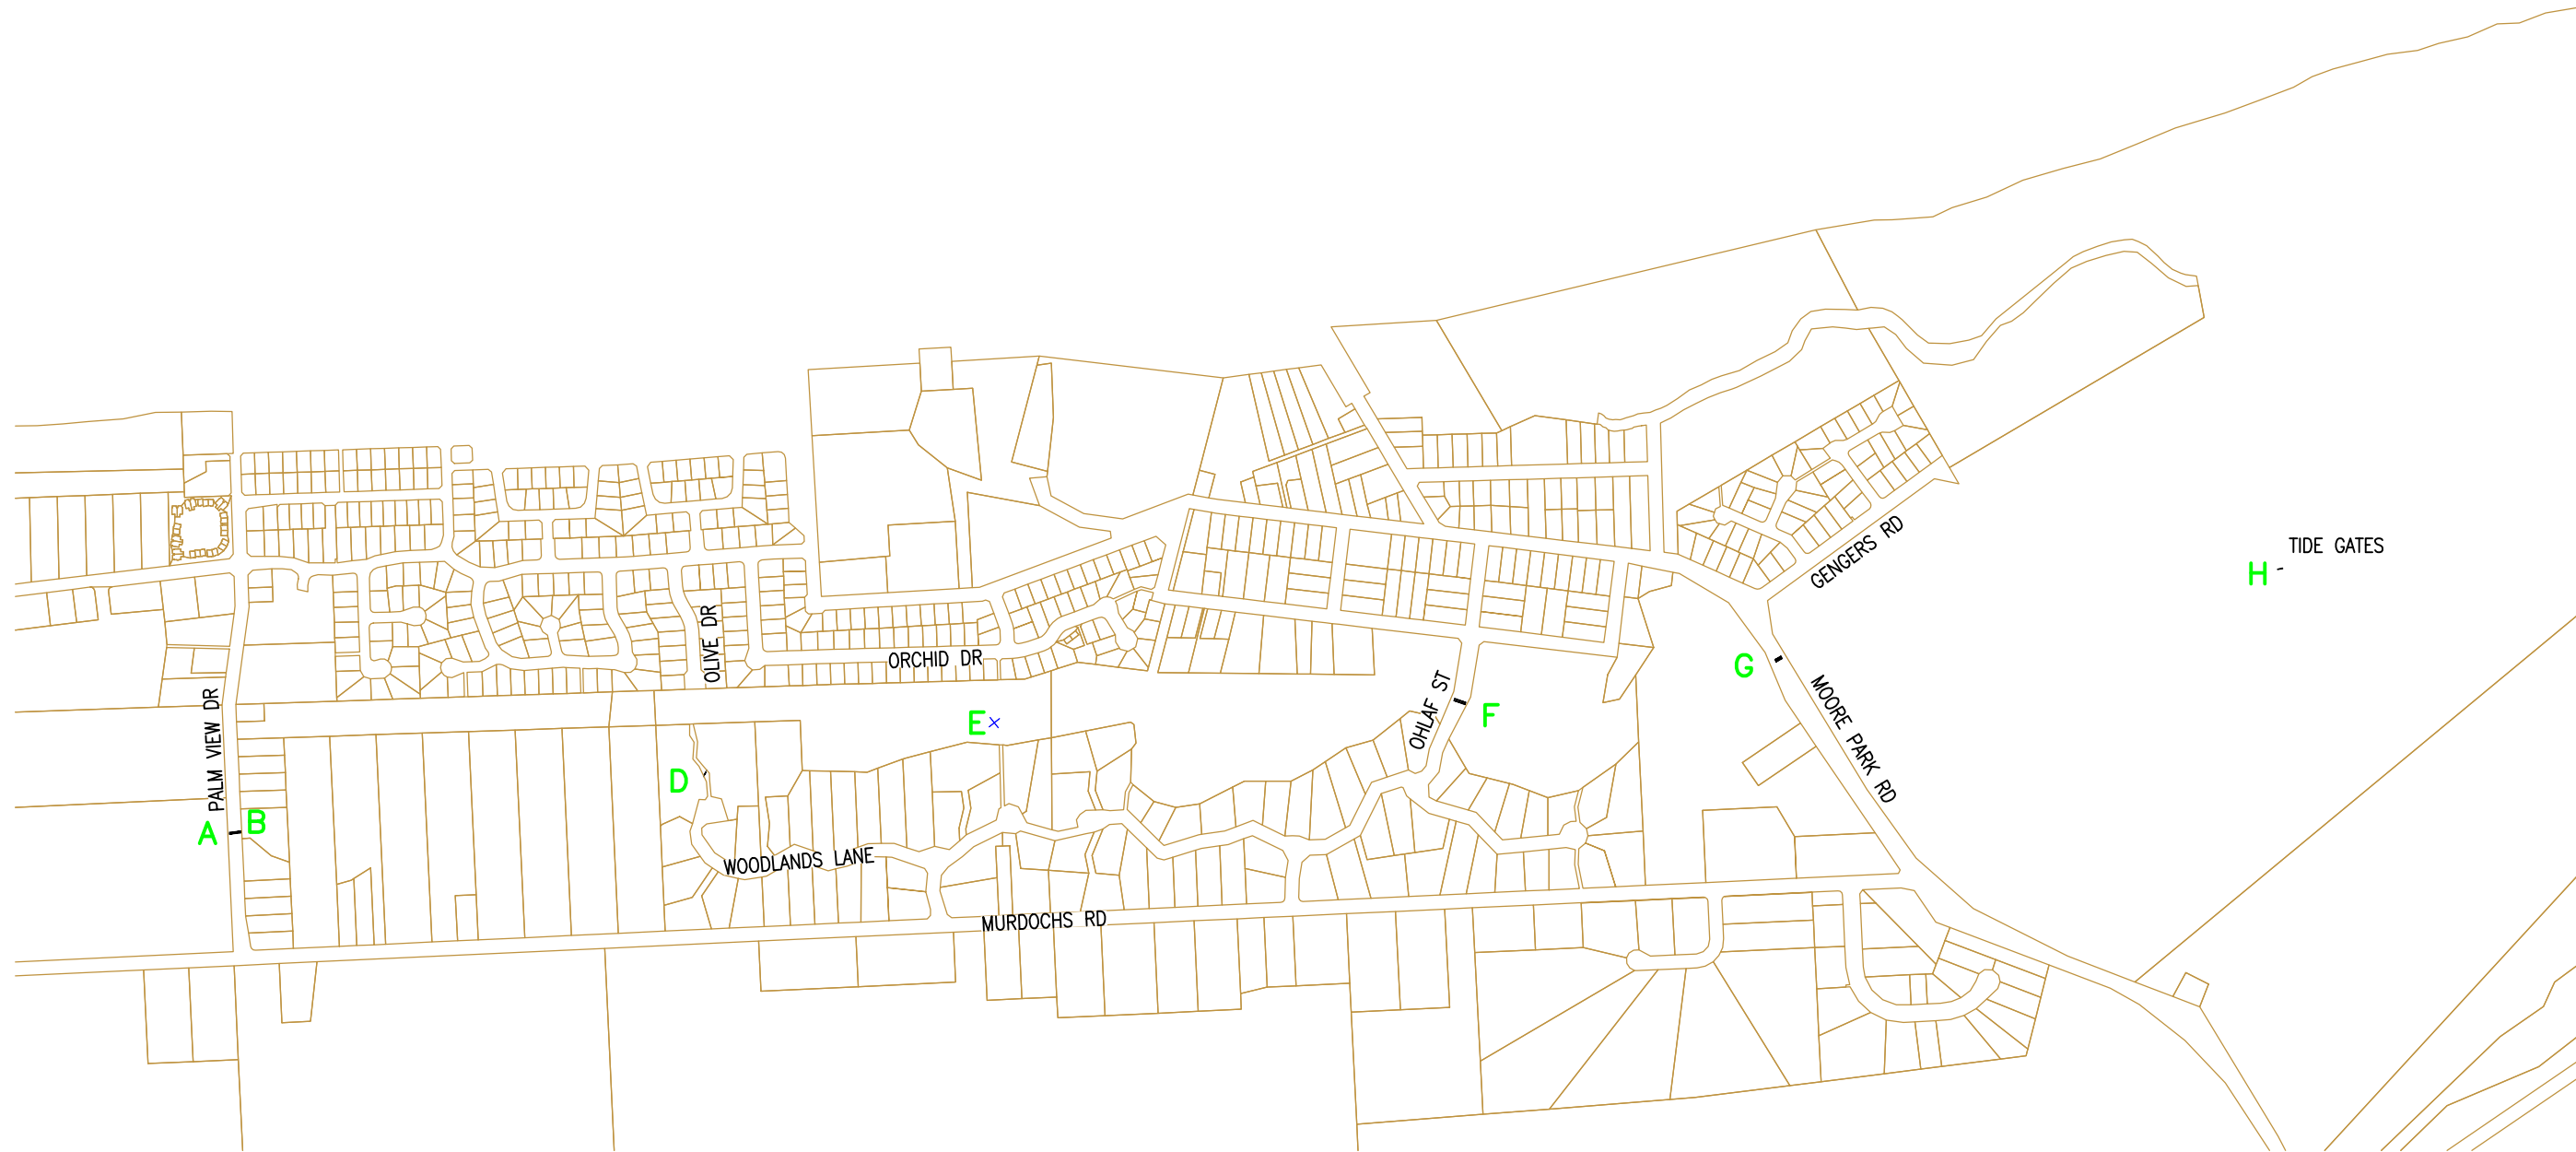 GENGERS RD
TIDE GATES
H
OLIVE DR
ORCHID DR
G
PALM VIEW DR
E
OHLAF ST
F
MOORE PARK RD
D
A
B
WOODLANDS LANE
MURDOCHS RD